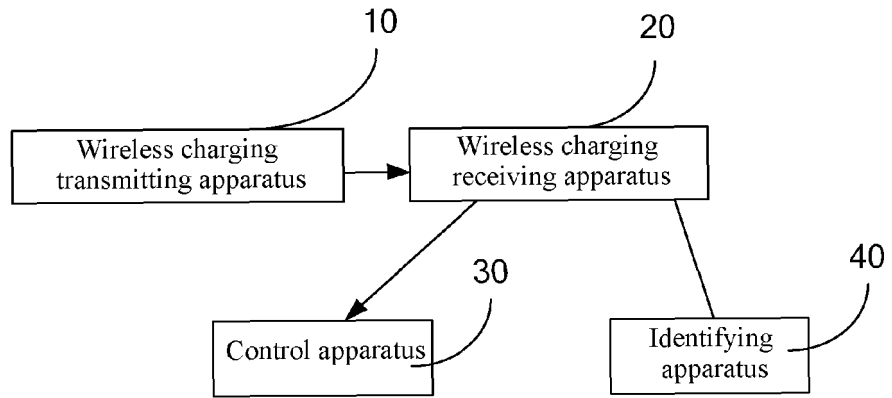 10
20
Wireless charging
transmitting apparatus
Wireless charging
receiving apparatus
30
40
Control apparatus
Identifying
apparatus